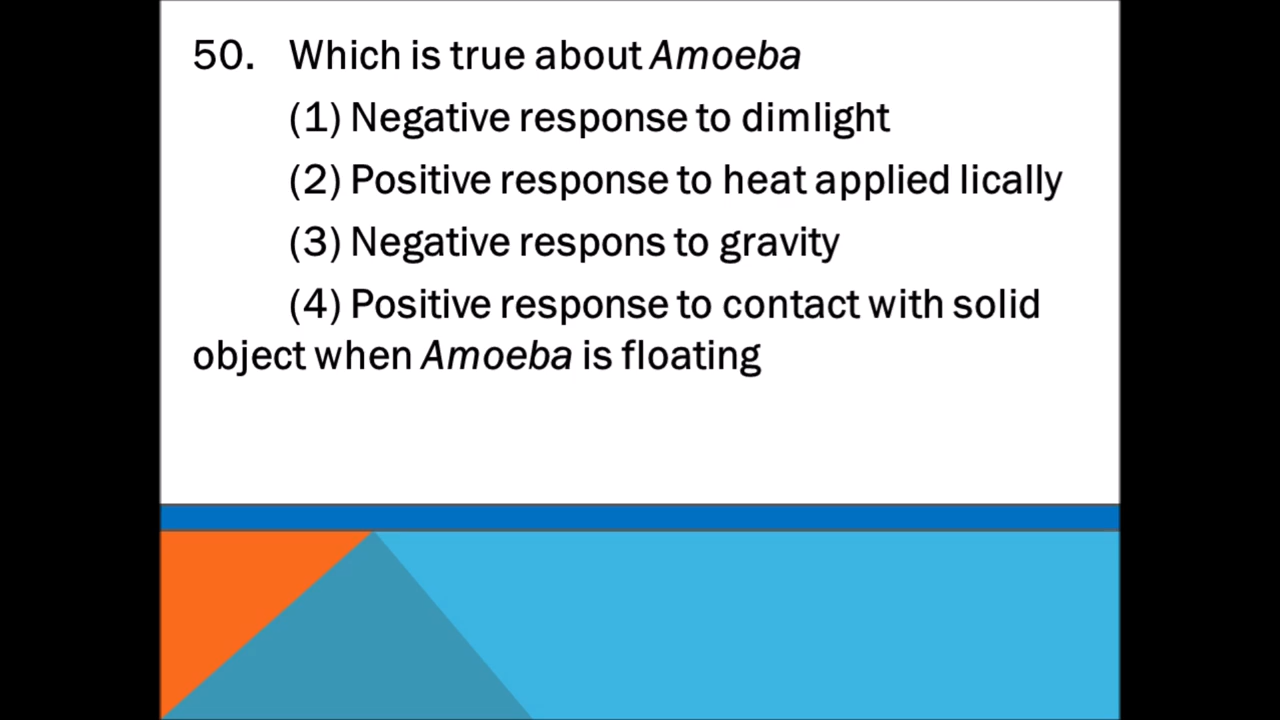 50. Which is true about Amoeba
(1) Negative response to dimlight
(2) Positive response to heat applied lically
(3) Negative respons to gravity
(4) Positive response to contact with solid
object when Amoeba is floating